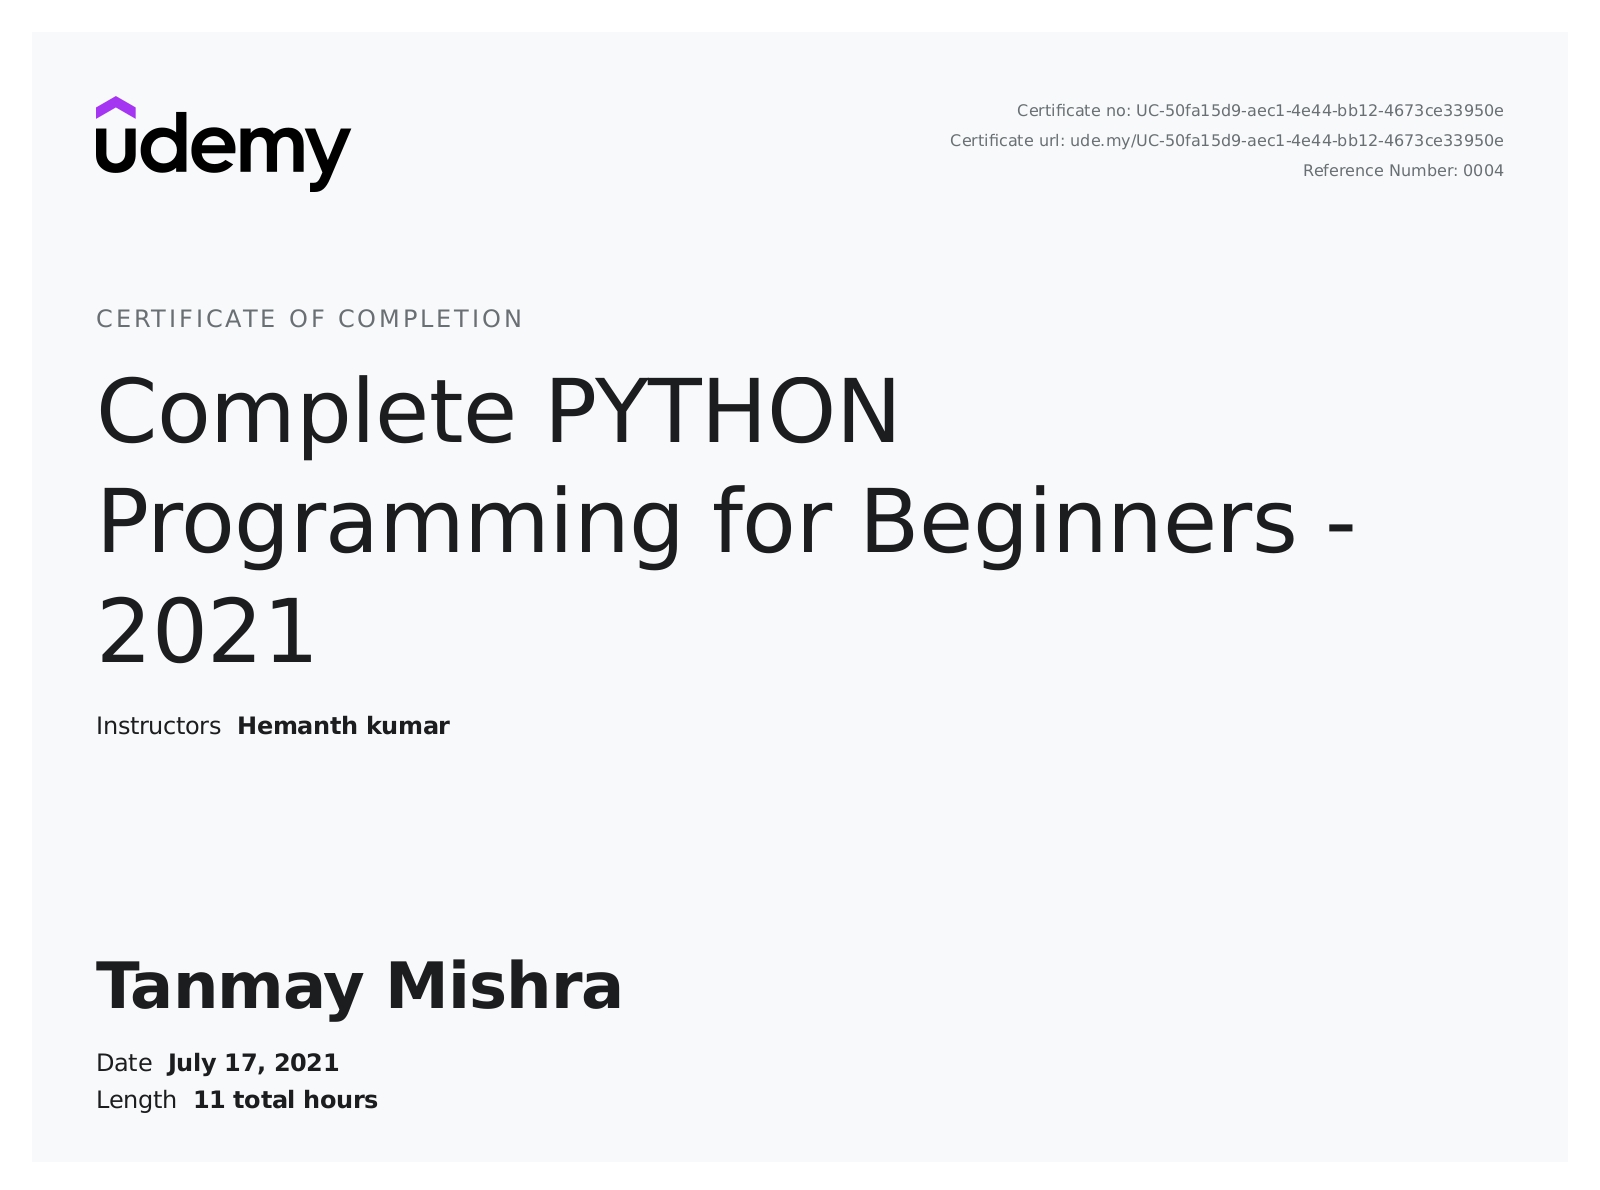 udemy
Certificate no: UC-50fa15d9-aec1-4e44-bb12-4673ce33950e
Certificate url: ude.my/UC-50fa15d9-aec1-4e44-bb12-4673ce33950e
Reference Number: 0004
CERTIFICATE OF COMPLETION
Complete PYTHON
Programming for Beginners -
2021
Instructors Hemanth kumar
Tanmay Mishra
Date July 17, 2021
Length 11 total hours